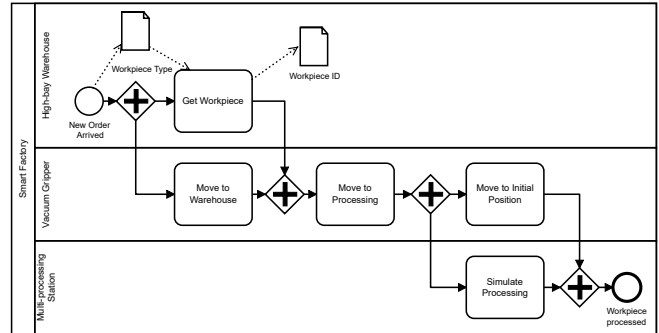 Smart Factory
High-bay Warehouse
Workpiece Type
Workpiece ID
Get Workpiece
New Order
Arrived
Vacuum Gripper
Move to
Warehouse
Move to
Processing
Move to Initial
Position
Multi-processing
Station
Simulate
Processing
Workpiece
processed